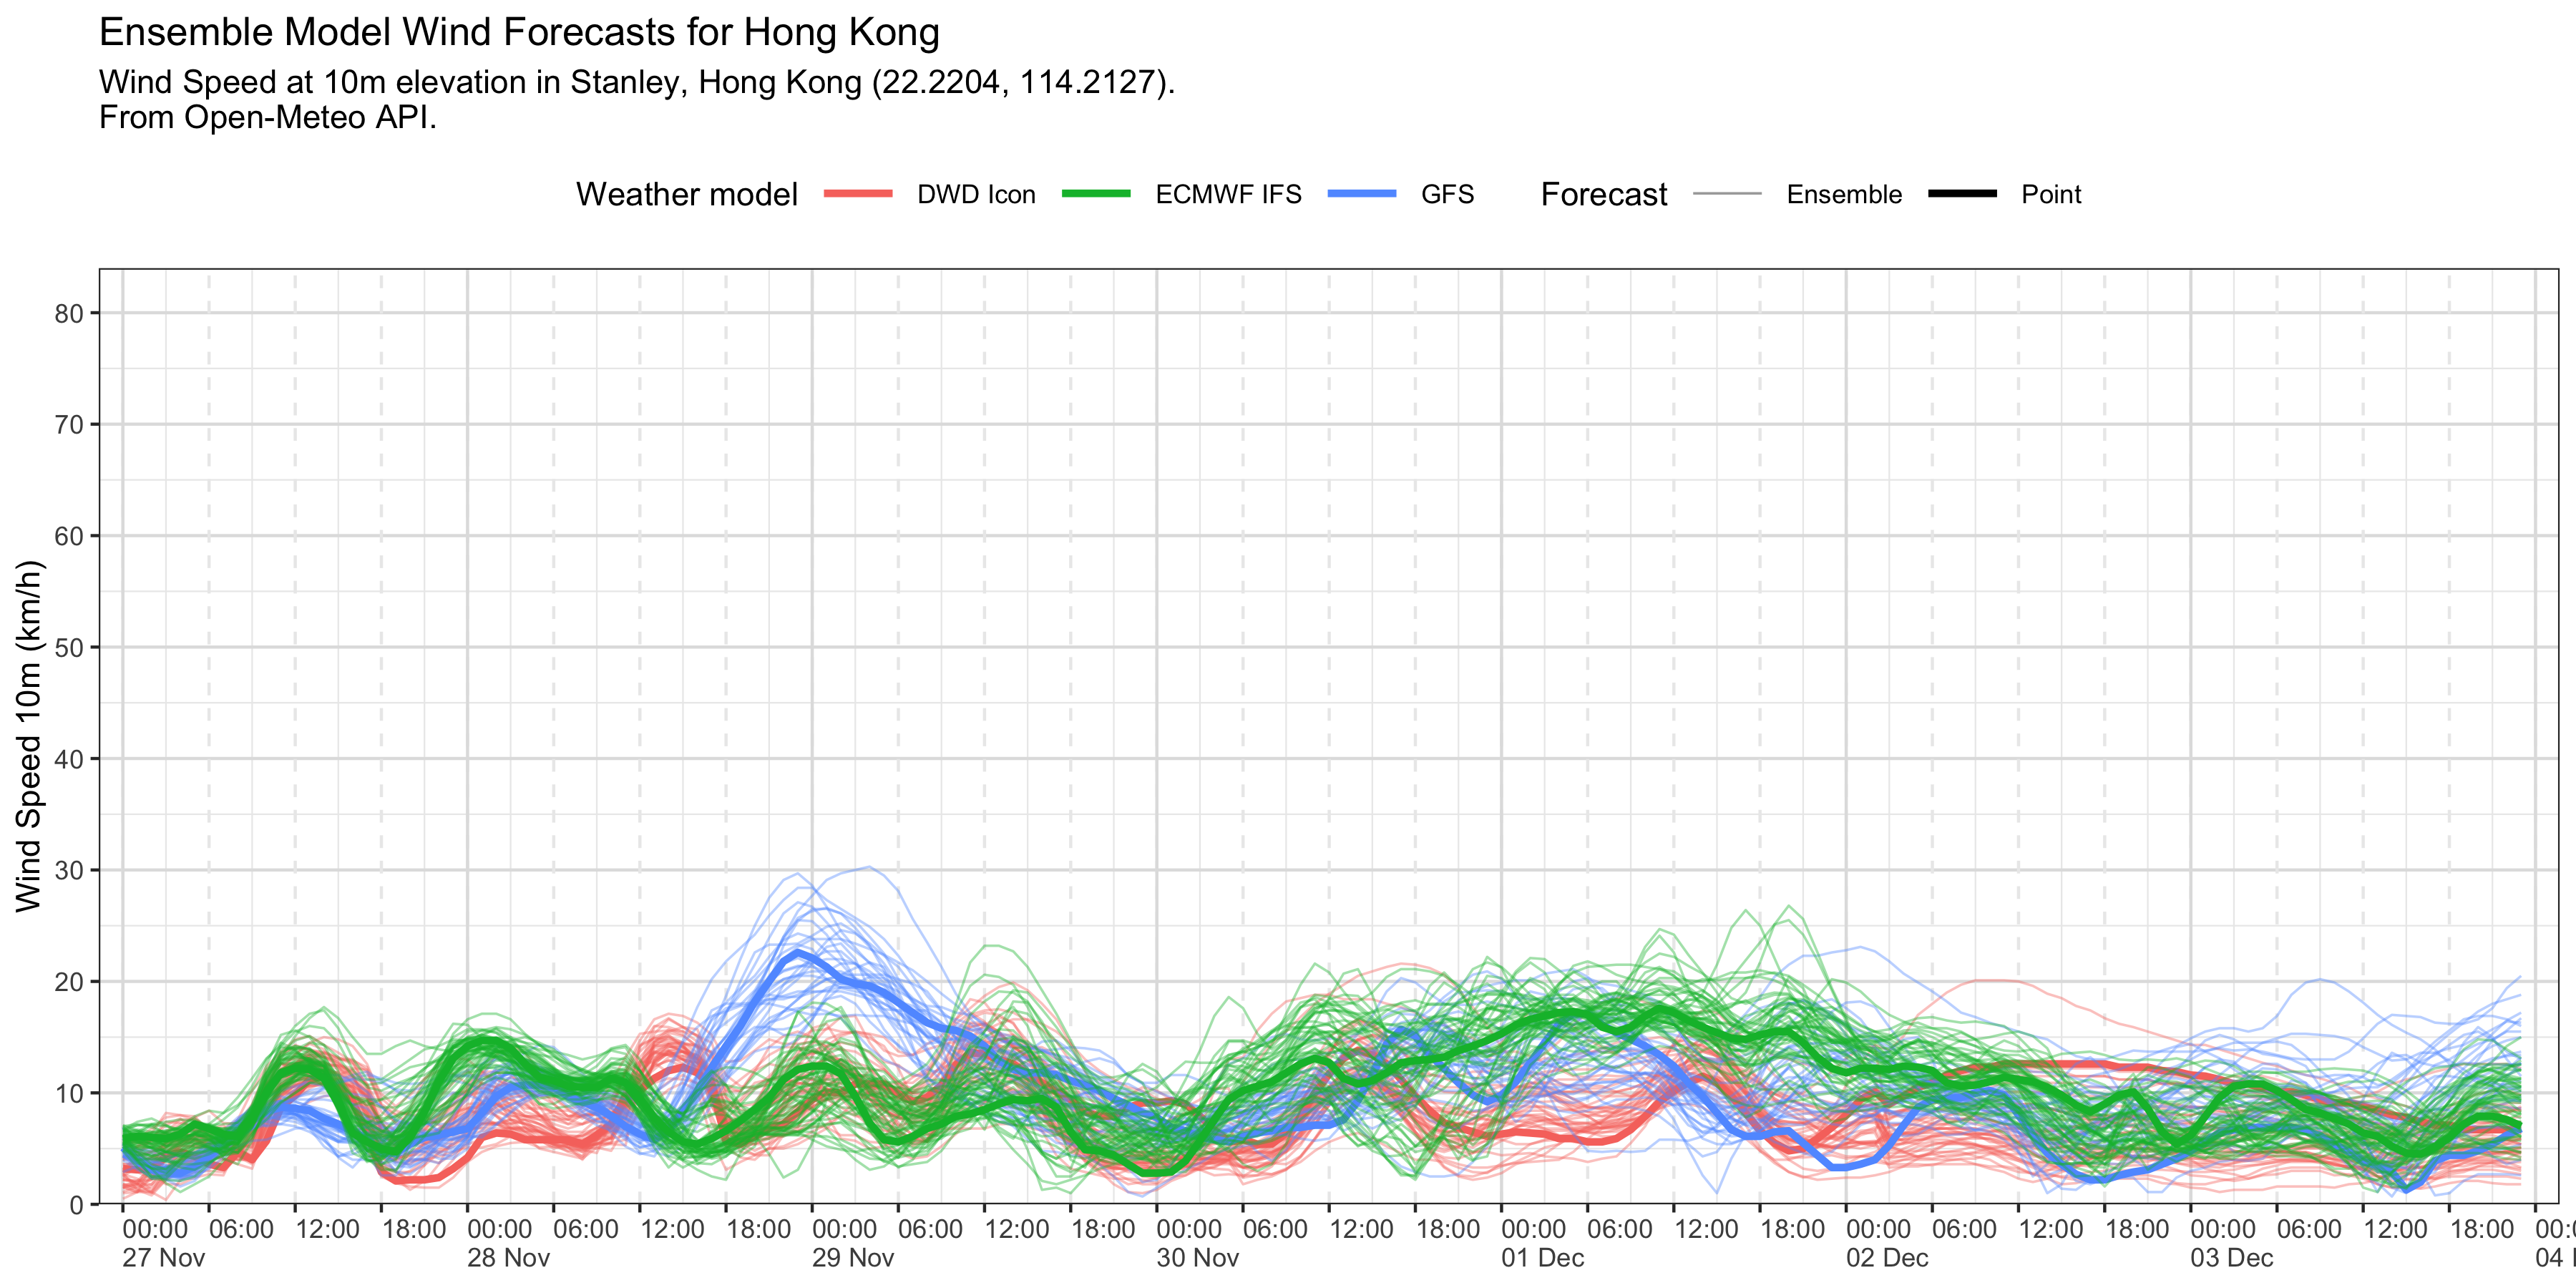 Ensemble Model Wind Forecasts for Hong Kong
Wind Speed at 10m elevation in Stanley, Hong Kong (22.2204, 114.2127).
From Open-Meteo API.
Weather model DWD Icon ECMWF IFS GFS Forecast Ensemble Point
Wind Speed 10m (km/h)
80
70
60
50
40
30
20
10
0
00:00 06:00 12:00 18:00 00:00 06:00 12:00 18:00 00:00 06:00 12:00 18:00 00:00 06:00 12:00 18:00 00:00 06:00 12:00 18:00 00:00 06:00 12:00 18:00 00:00 06:00 12:00 18:00
27 Nov 28 Nov 29 Nov 30 Nov 01 Dec 02 Dec 03 Dec 04